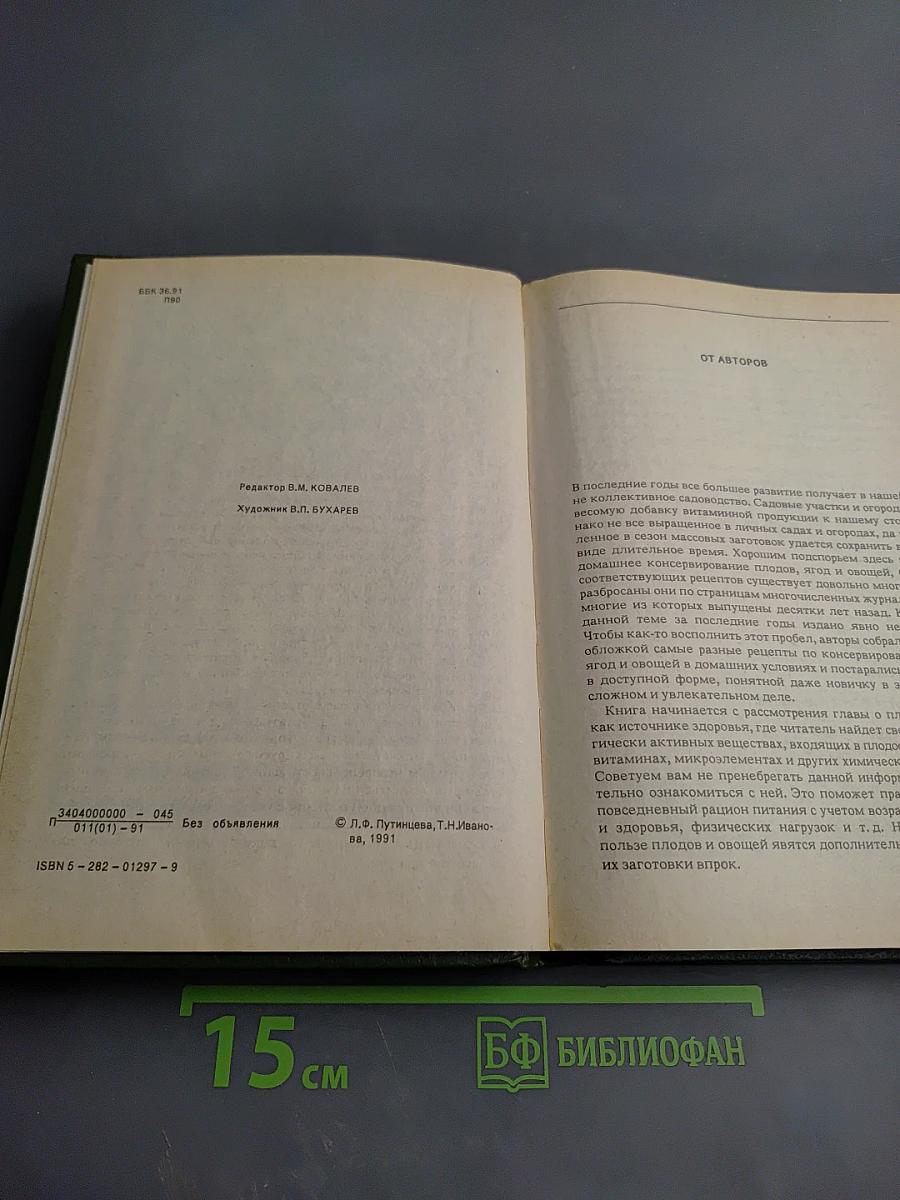 ББК 36.91
П90
Редактор В.М. КОВАЛЕВ
Художник В.П. БУХАРЕВ
П 3404000000 – 045
011(01) – 91
Без объявления
© Л.Ф. Путинцева, Т.Н.Ивано-
ва, 1991
ISBN 5 – 282 – 01297 – 9
ОТ АВТОРОВ
В последние годы все большее развитие получает в наше
не коллективное садоводство. Садовые участки и огород
весомую добавку витаминной продукции к нашему сто
нако не все выращенное в личных садах и огородах, да
ленное в сезон массовых заготовок удается сохранить в
виде длительное время. Хорошим подспорьем здесь
домашнее консервирование плодов, ягод и овощей,
соответствующих рецептов существует довольно мног
разбросаны они по страницам многочисленных журнал
многие из которых выпущены десятки лет назад. К
данной теме за последние годы издано явно не
Чтобы как-то восполнить этот пробел, авторы собрал
обложкой самые разные рецепты по консервирова
ягод и овощей в домашних условиях и постаралис
в доступной форме, понятной даже новичку в э
сложном и увлекательном деле.
Книга начинается с рассмотрения главы о пл
как источнике здоровья, где читатель найдет све
гически активных веществах, входящих в плодо
витаминах, микроэлементах и других химическ
Советуем вам не пренебрегать данной информ
тельно ознакомиться с ней. Это поможет пра
повседневный рацион питания с учетом возра
и здоровья, физических нагрузок и т.д. Н
пользе плодов и овощей явятся дополнитель
их заготовки впрок.
15 см
БФ БИБЛИОФАН